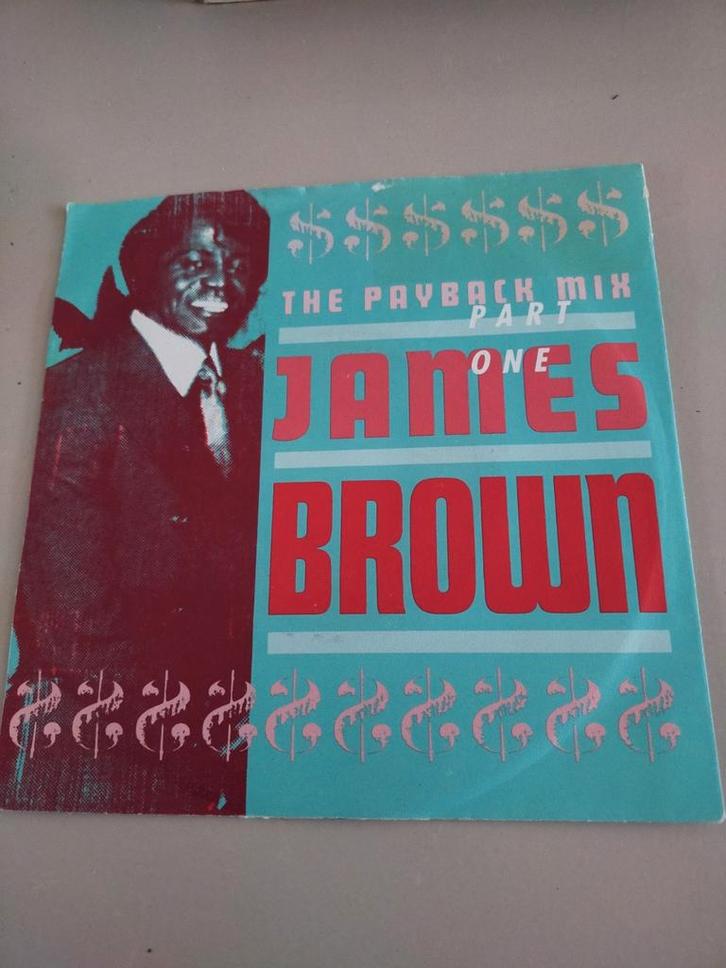 $$$$$$
THE PAYBACK MIX
PART
ONE
JAMES
BROWN